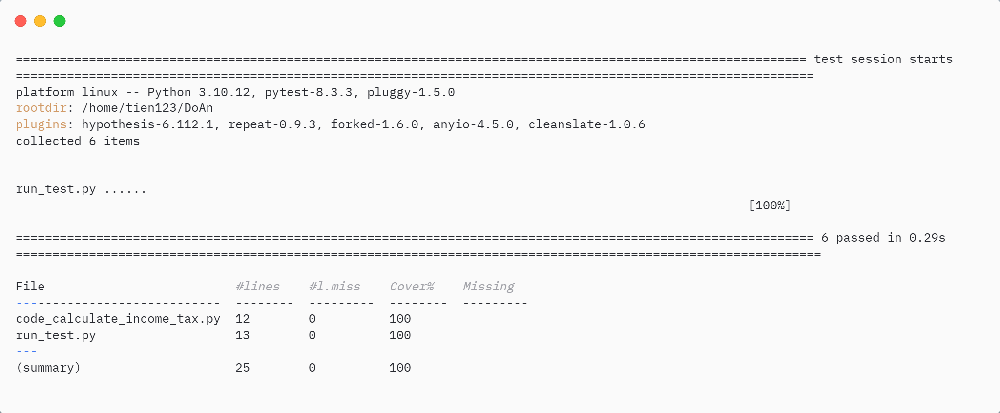 ============================================================================================================ test session starts
=============================================================================================================
platform linux -- Python 3.10.12, pytest-8.3.3, pluggy-1.5.0
rootdir: /home/tien123/DoAn
plugins: hypothesis-6.112.1, repeat-0.9.3, forked-1.6.0, anyio-4.5.0, cleanslate-1.0.6
collected 6 items
run_test.py ......
[100%]
============================================================================================================= 6 passed in 0.29s
==============================================================================================================
File                          #lines    #l.miss    Cover%    Missing
----------------------------  --------  ---------  --------  ---------
code_calculate_income_tax.py  12        0          100
run_test.py                   13        0          100
---
(summary)                     25        0          100